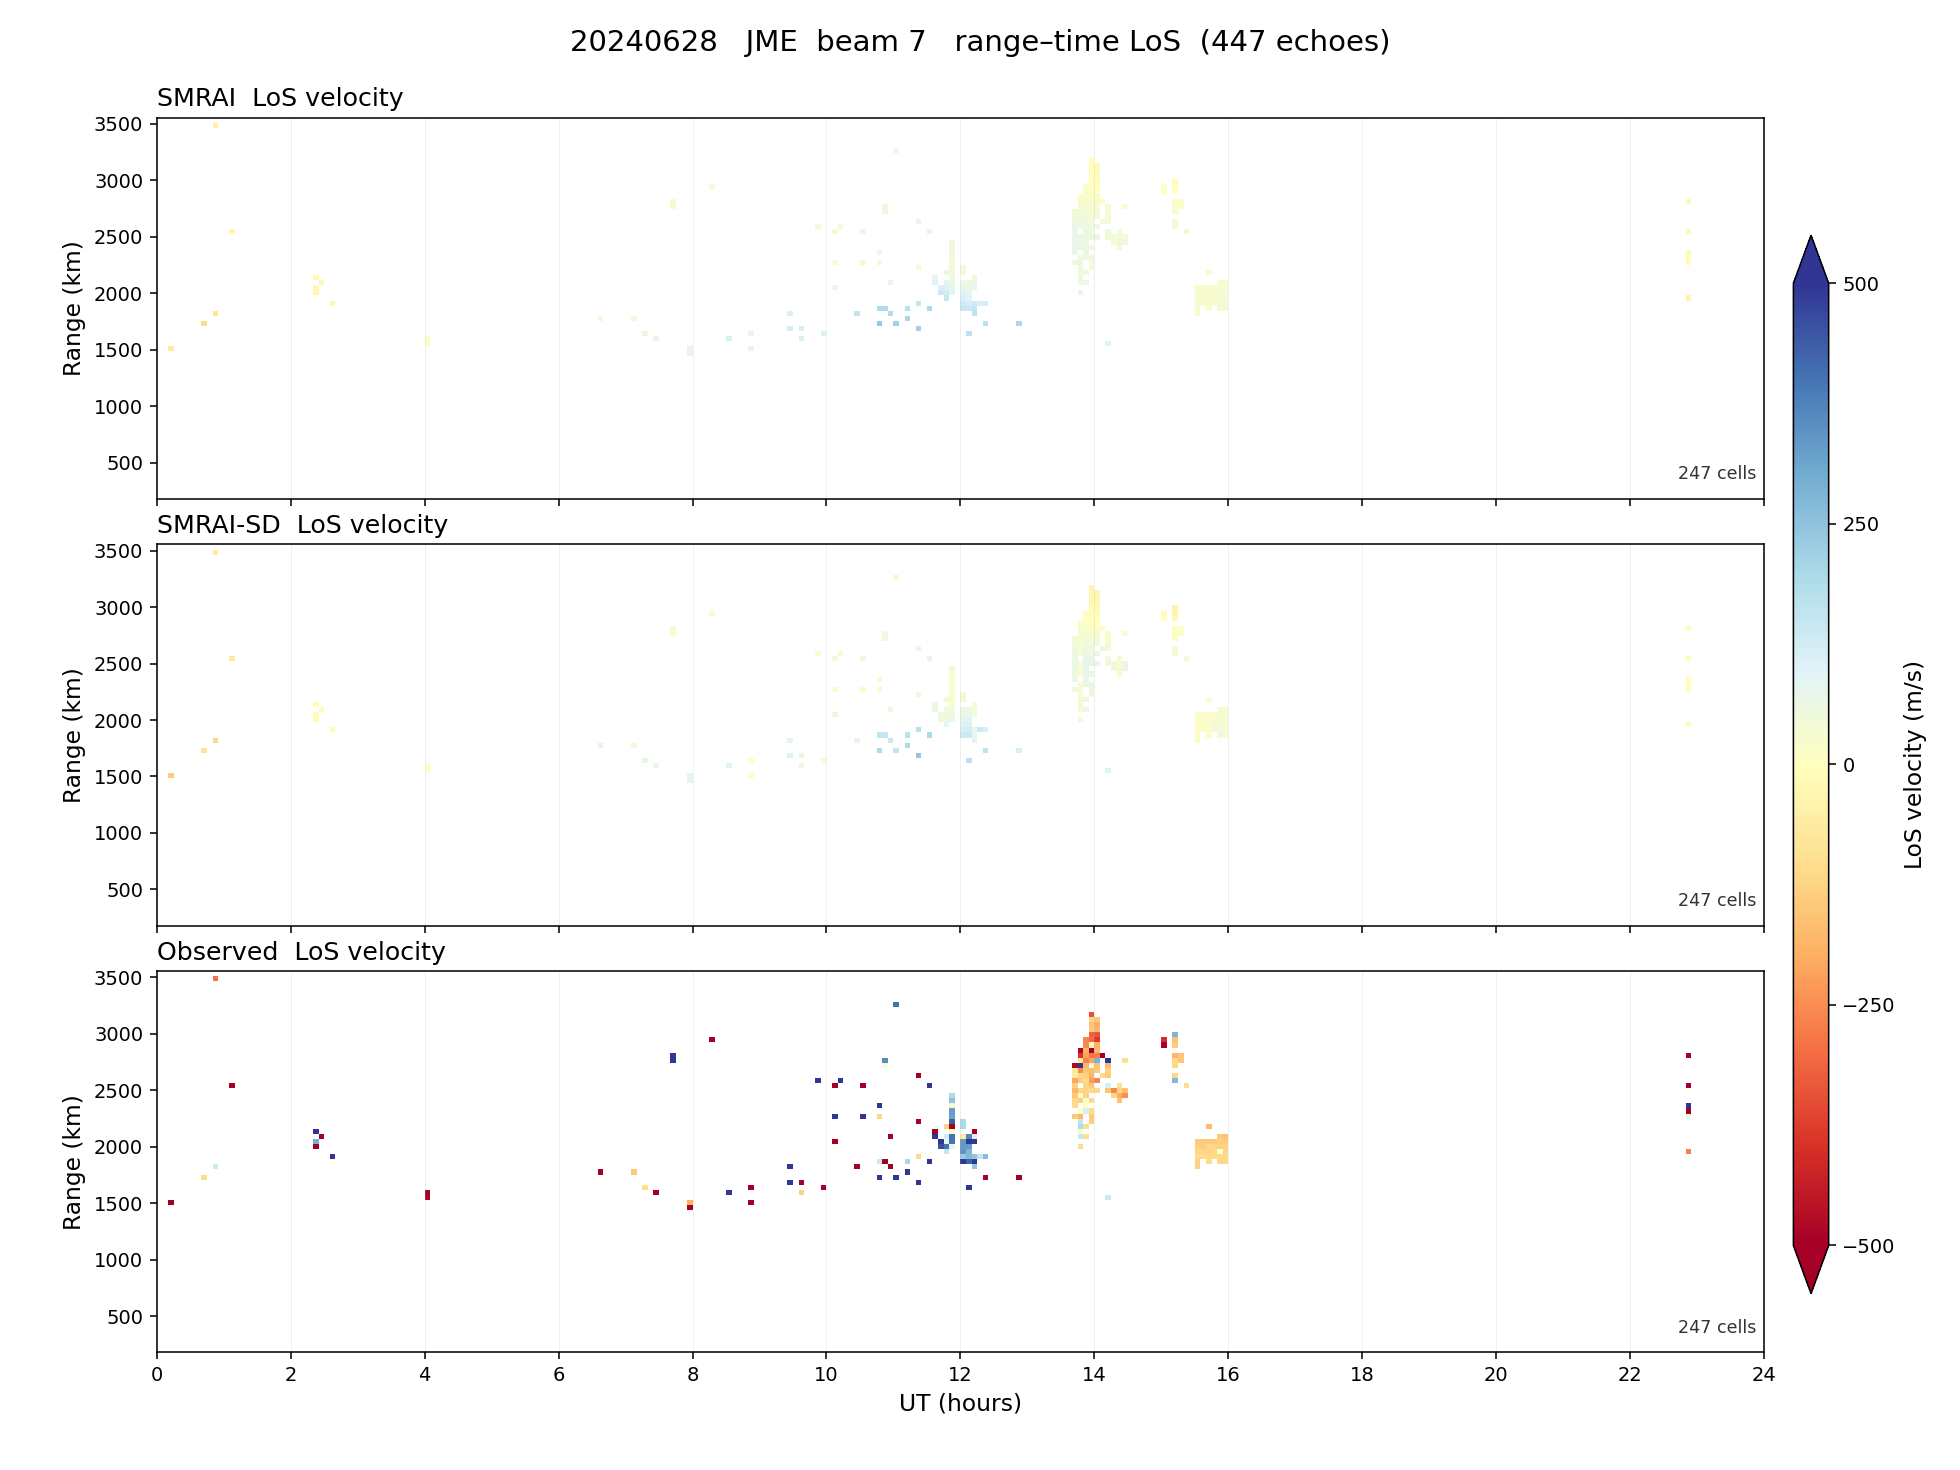 20240628 JME beam 7 range–time LoS (447 echoes)
SMRAI LoS velocity
3500
3000
2500
2000
1500
1000
500
Range (km)
247 cells
SMRAI-SD LoS velocity
3500
3000
2500
2000
1500
1000
500
Range (km)
247 cells
Observed LoS velocity
3500
3000
2500
2000
1500
1000
500
Range (km)
247 cells
0 2 4 6 8 10 12 14 16 18 20 22 24
UT (hours)
500
250
0
−250
−500
LoS velocity (m/s)